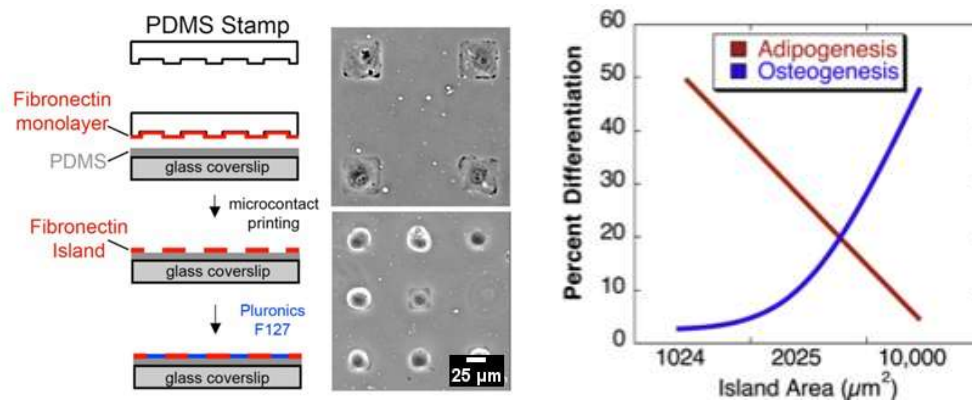 PDMS Stamp
Fibronectin
monolayer
PDMS
glass coverslip
microcontact
printing
Fibronectin
Island
glass coverslip
Pluronics
F127
glass coverslip
25 µm
60
50
40
30
20
10
0
Percent Differentiation
Adipogenesis
Osteogenesis
1024
2025
10,000
Island Area (µm²)